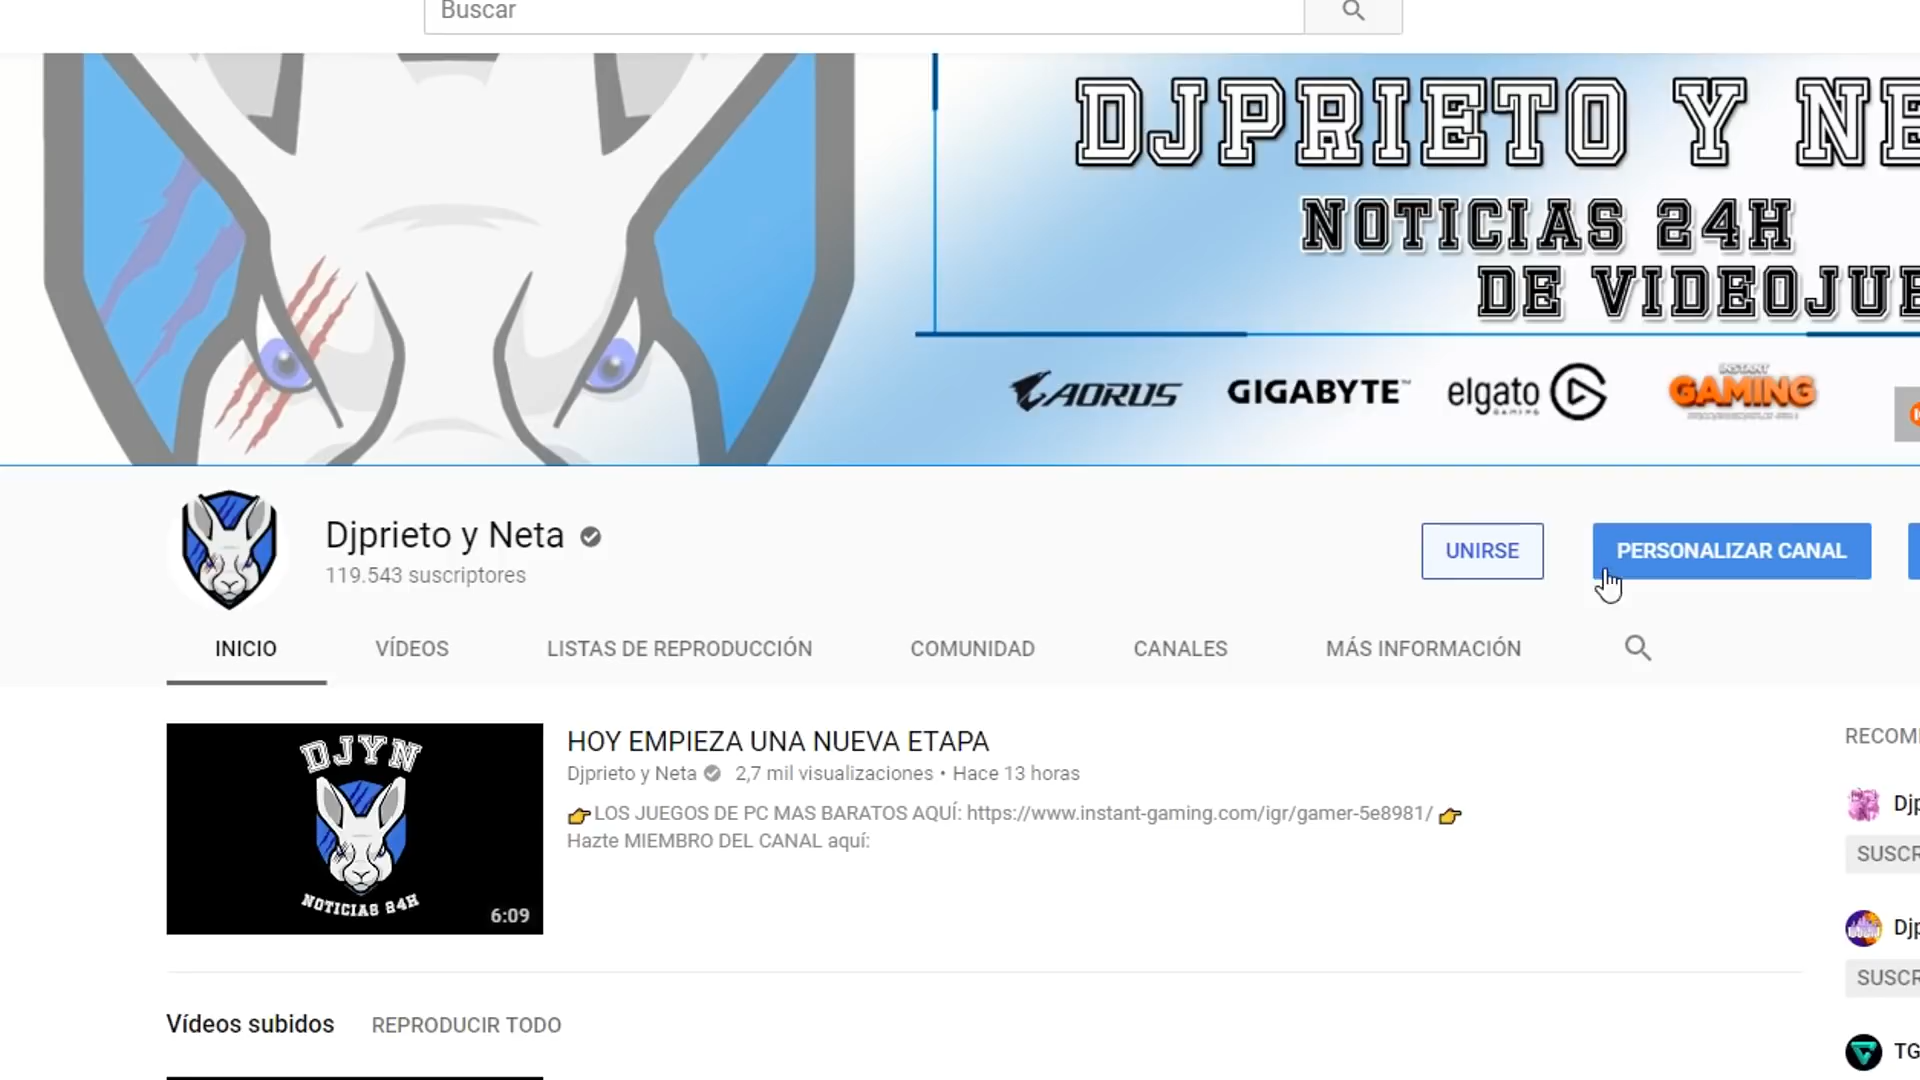 Buscar
DJPRIETO Y NE
NOTICIAS 24H
DE VIDEOJUE
AORUS GIGABYTE™ elgato GAMING INSTANT GAMING
Djprieto y Neta
119.543 suscriptores
UNIRSE
PERSONALIZAR CANAL
INICIO VÍDEOS LISTAS DE REPRODUCCIÓN COMUNIDAD CANALES MÁS INFORMACIÓN
DJYN
NOTICIAS 24H
6:09
HOY EMPIEZA UNA NUEVA ETAPA
Djprieto y Neta 2,7 mil visualizaciones • Hace 13 horas
👉LOS JUEGOS DE PC MAS BARATOS AQUÍ: https://www.instant-gaming.com/igr/gamer-5e8981/ 👉
Hazte MIEMBRO DEL CANAL aquí:
RECOM
Djp
SUSCR
Djp
SUSCR
TG
Vídeos subidos REPRODUCIR TODO